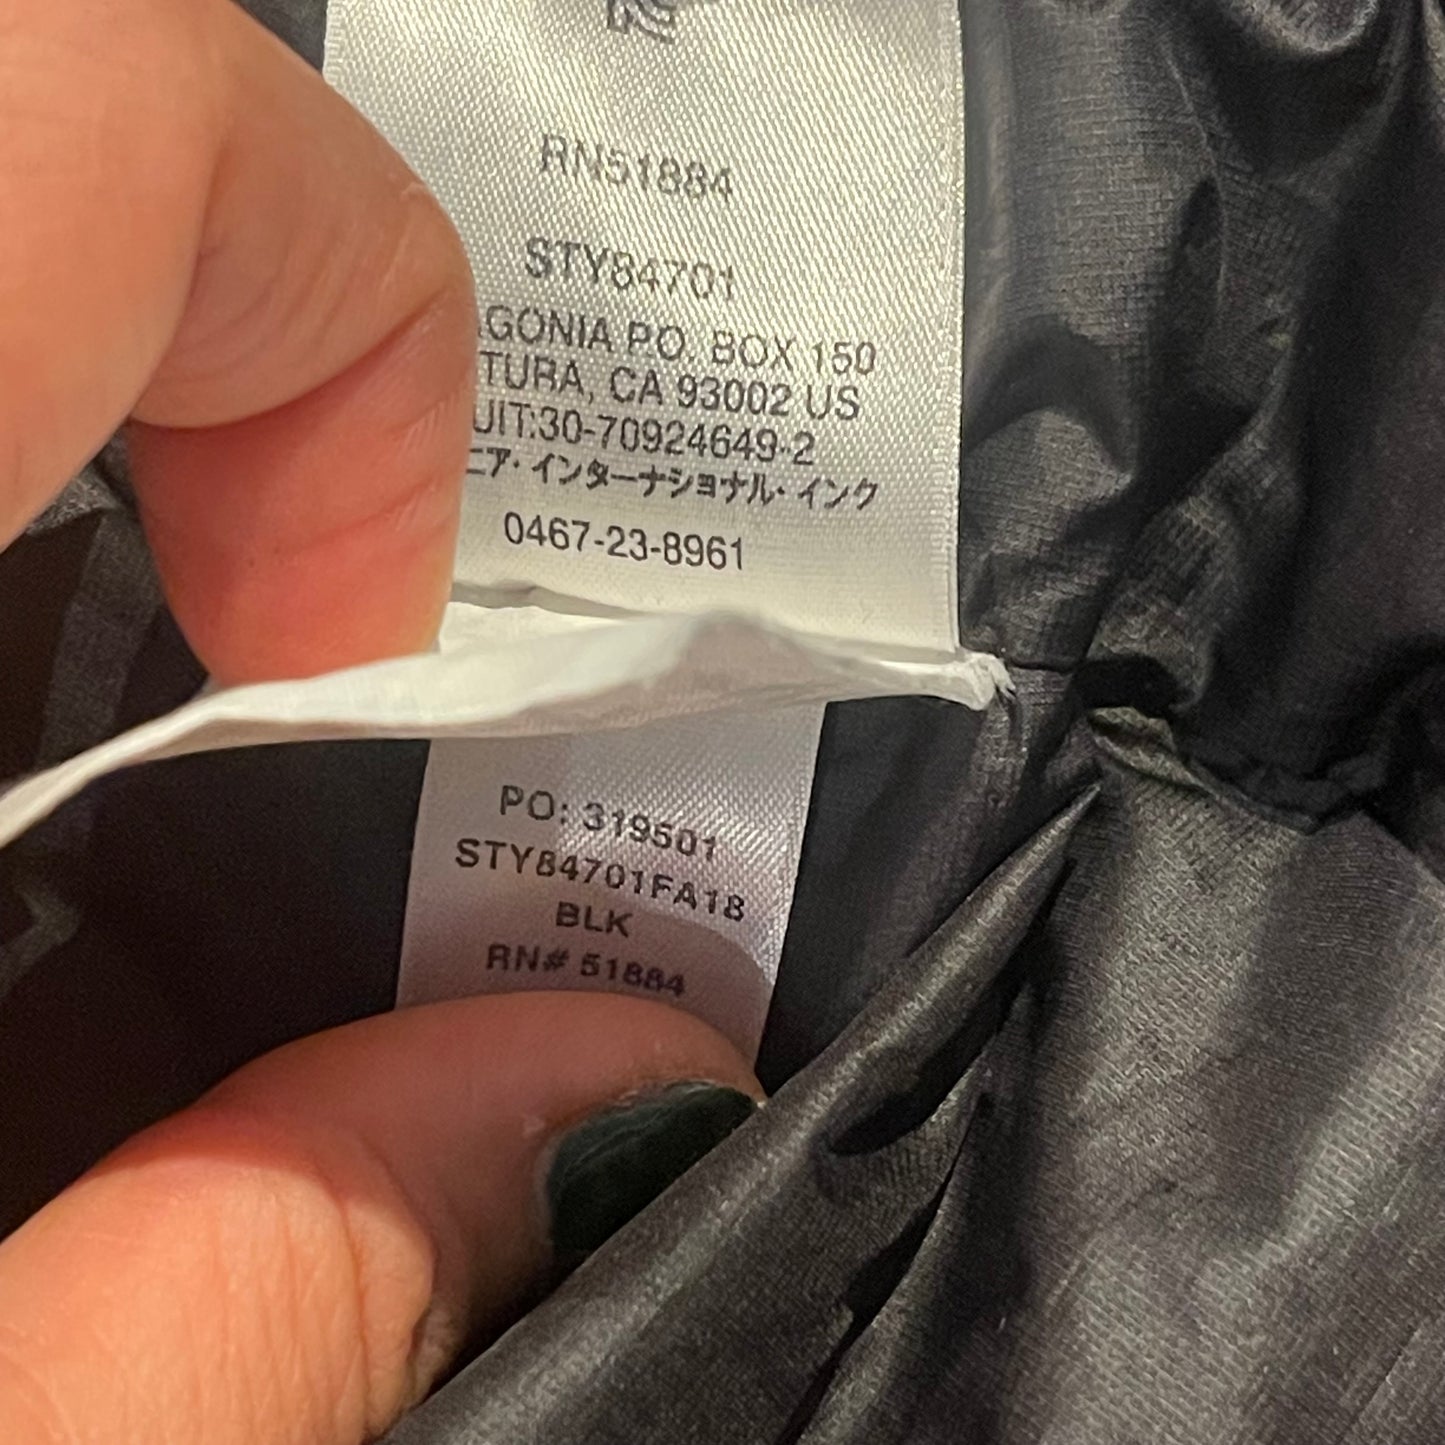 RN51884
STY84701
AGONIA P.O. BOX 150
TURA, CA 93002 US
UIT:30-70924649-2
ニア・インターナショナル・インク
0467-23-8961
PO: 319501
STY84701FA18
BLK
RN# 51884